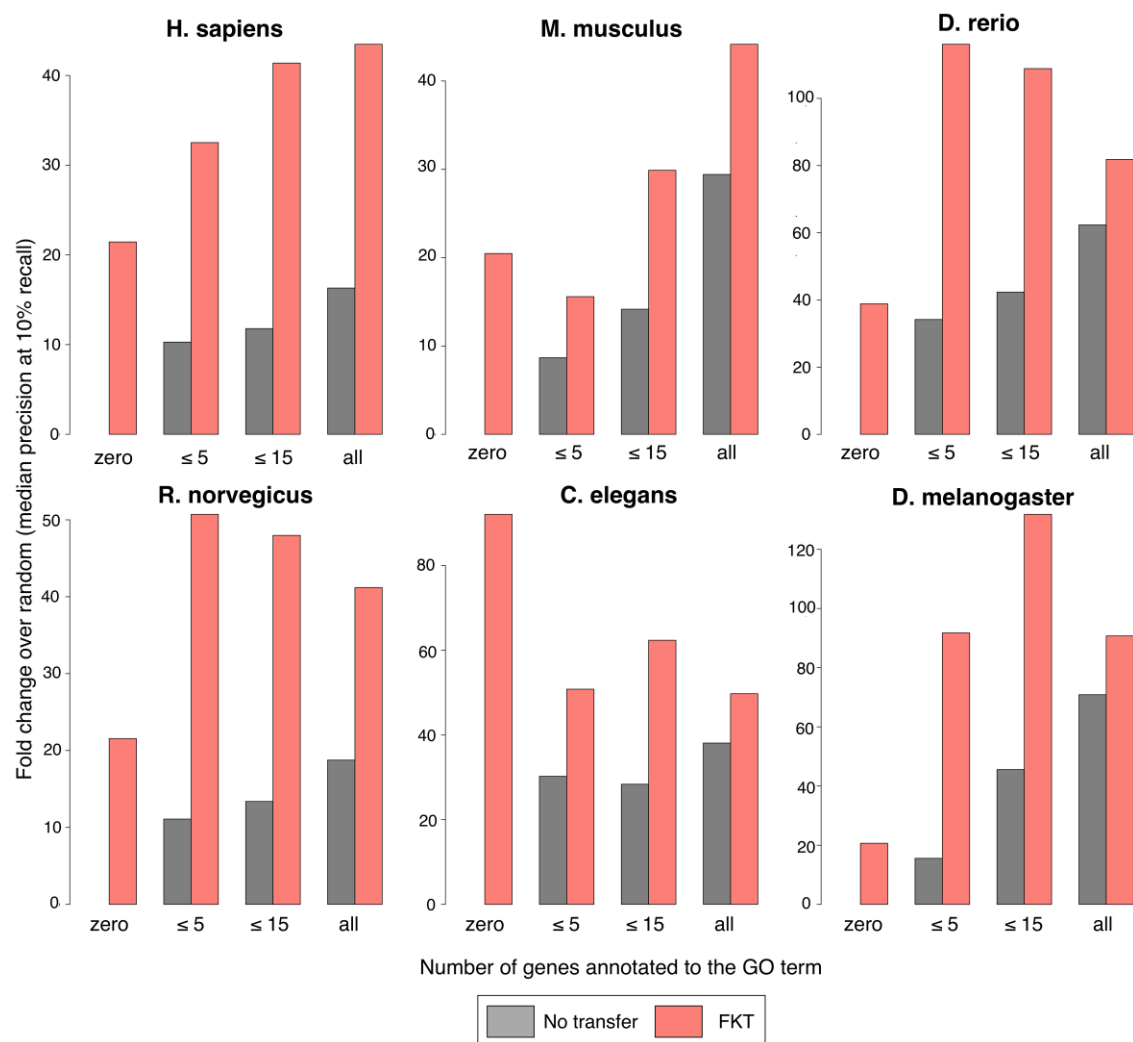 H. sapiens
M. musculus
D. rerio
Fold change over random (median precision at 10% recall)
40
30
20
10
0
zero
≤ 5
≤ 15
all
40
30
20
10
0
zero
≤ 5
≤ 15
all
100
80
60
40
20
0
zero
≤ 5
≤ 15
all
R. norvegicus
C. elegans
D. melanogaster
50
40
30
20
10
0
zero
≤ 5
≤ 15
all
80
60
40
20
0
zero
≤ 5
≤ 15
all
120
100
80
60
40
20
0
zero
≤ 5
≤ 15
all
Number of genes annotated to the GO term
No transfer
FKT